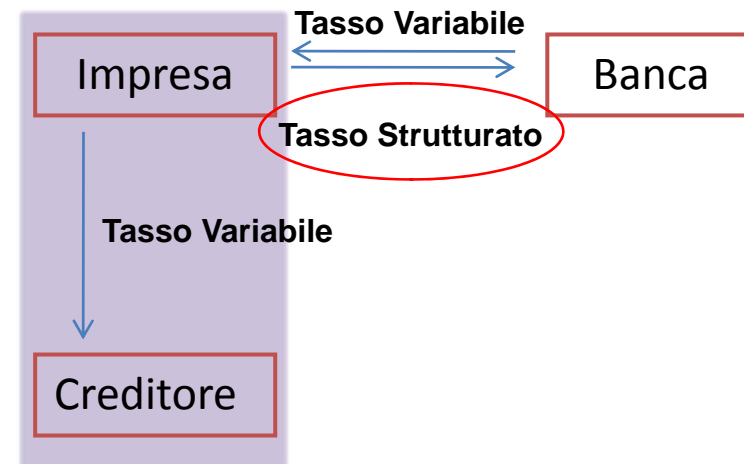 Tasso Variabile
Impresa
Banca
Tasso Strutturato
Tasso Variabile
Creditore